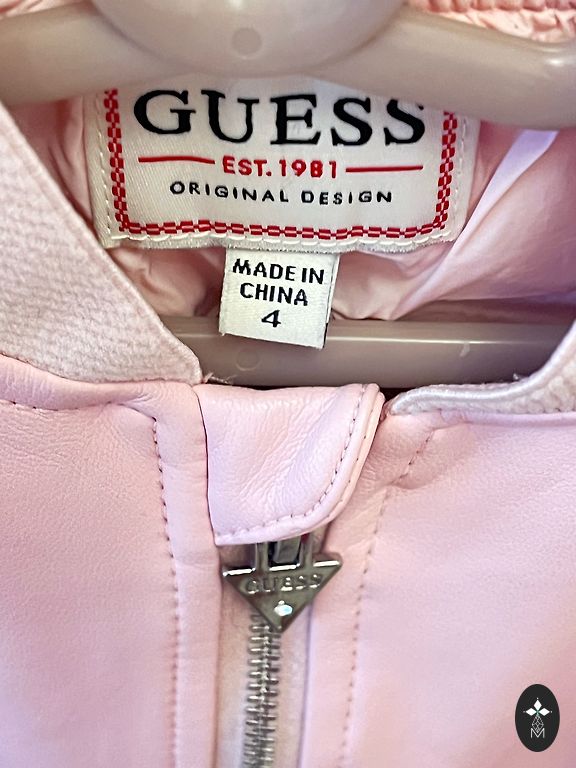 GUESS
EST. 1981
ORIGINAL DESIGN
MADE IN
CHINA
4
GUESS
M